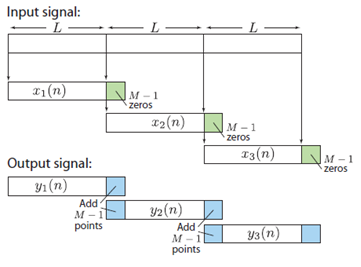 Input signal:
L L L
x1(n)
M − 1
zeros
x2(n)
M − 1
zeros
x3(n)
M − 1
zeros
Output signal:
y1(n)
Add
M − 1
points
y2(n)
Add
M − 1
points
y3(n)